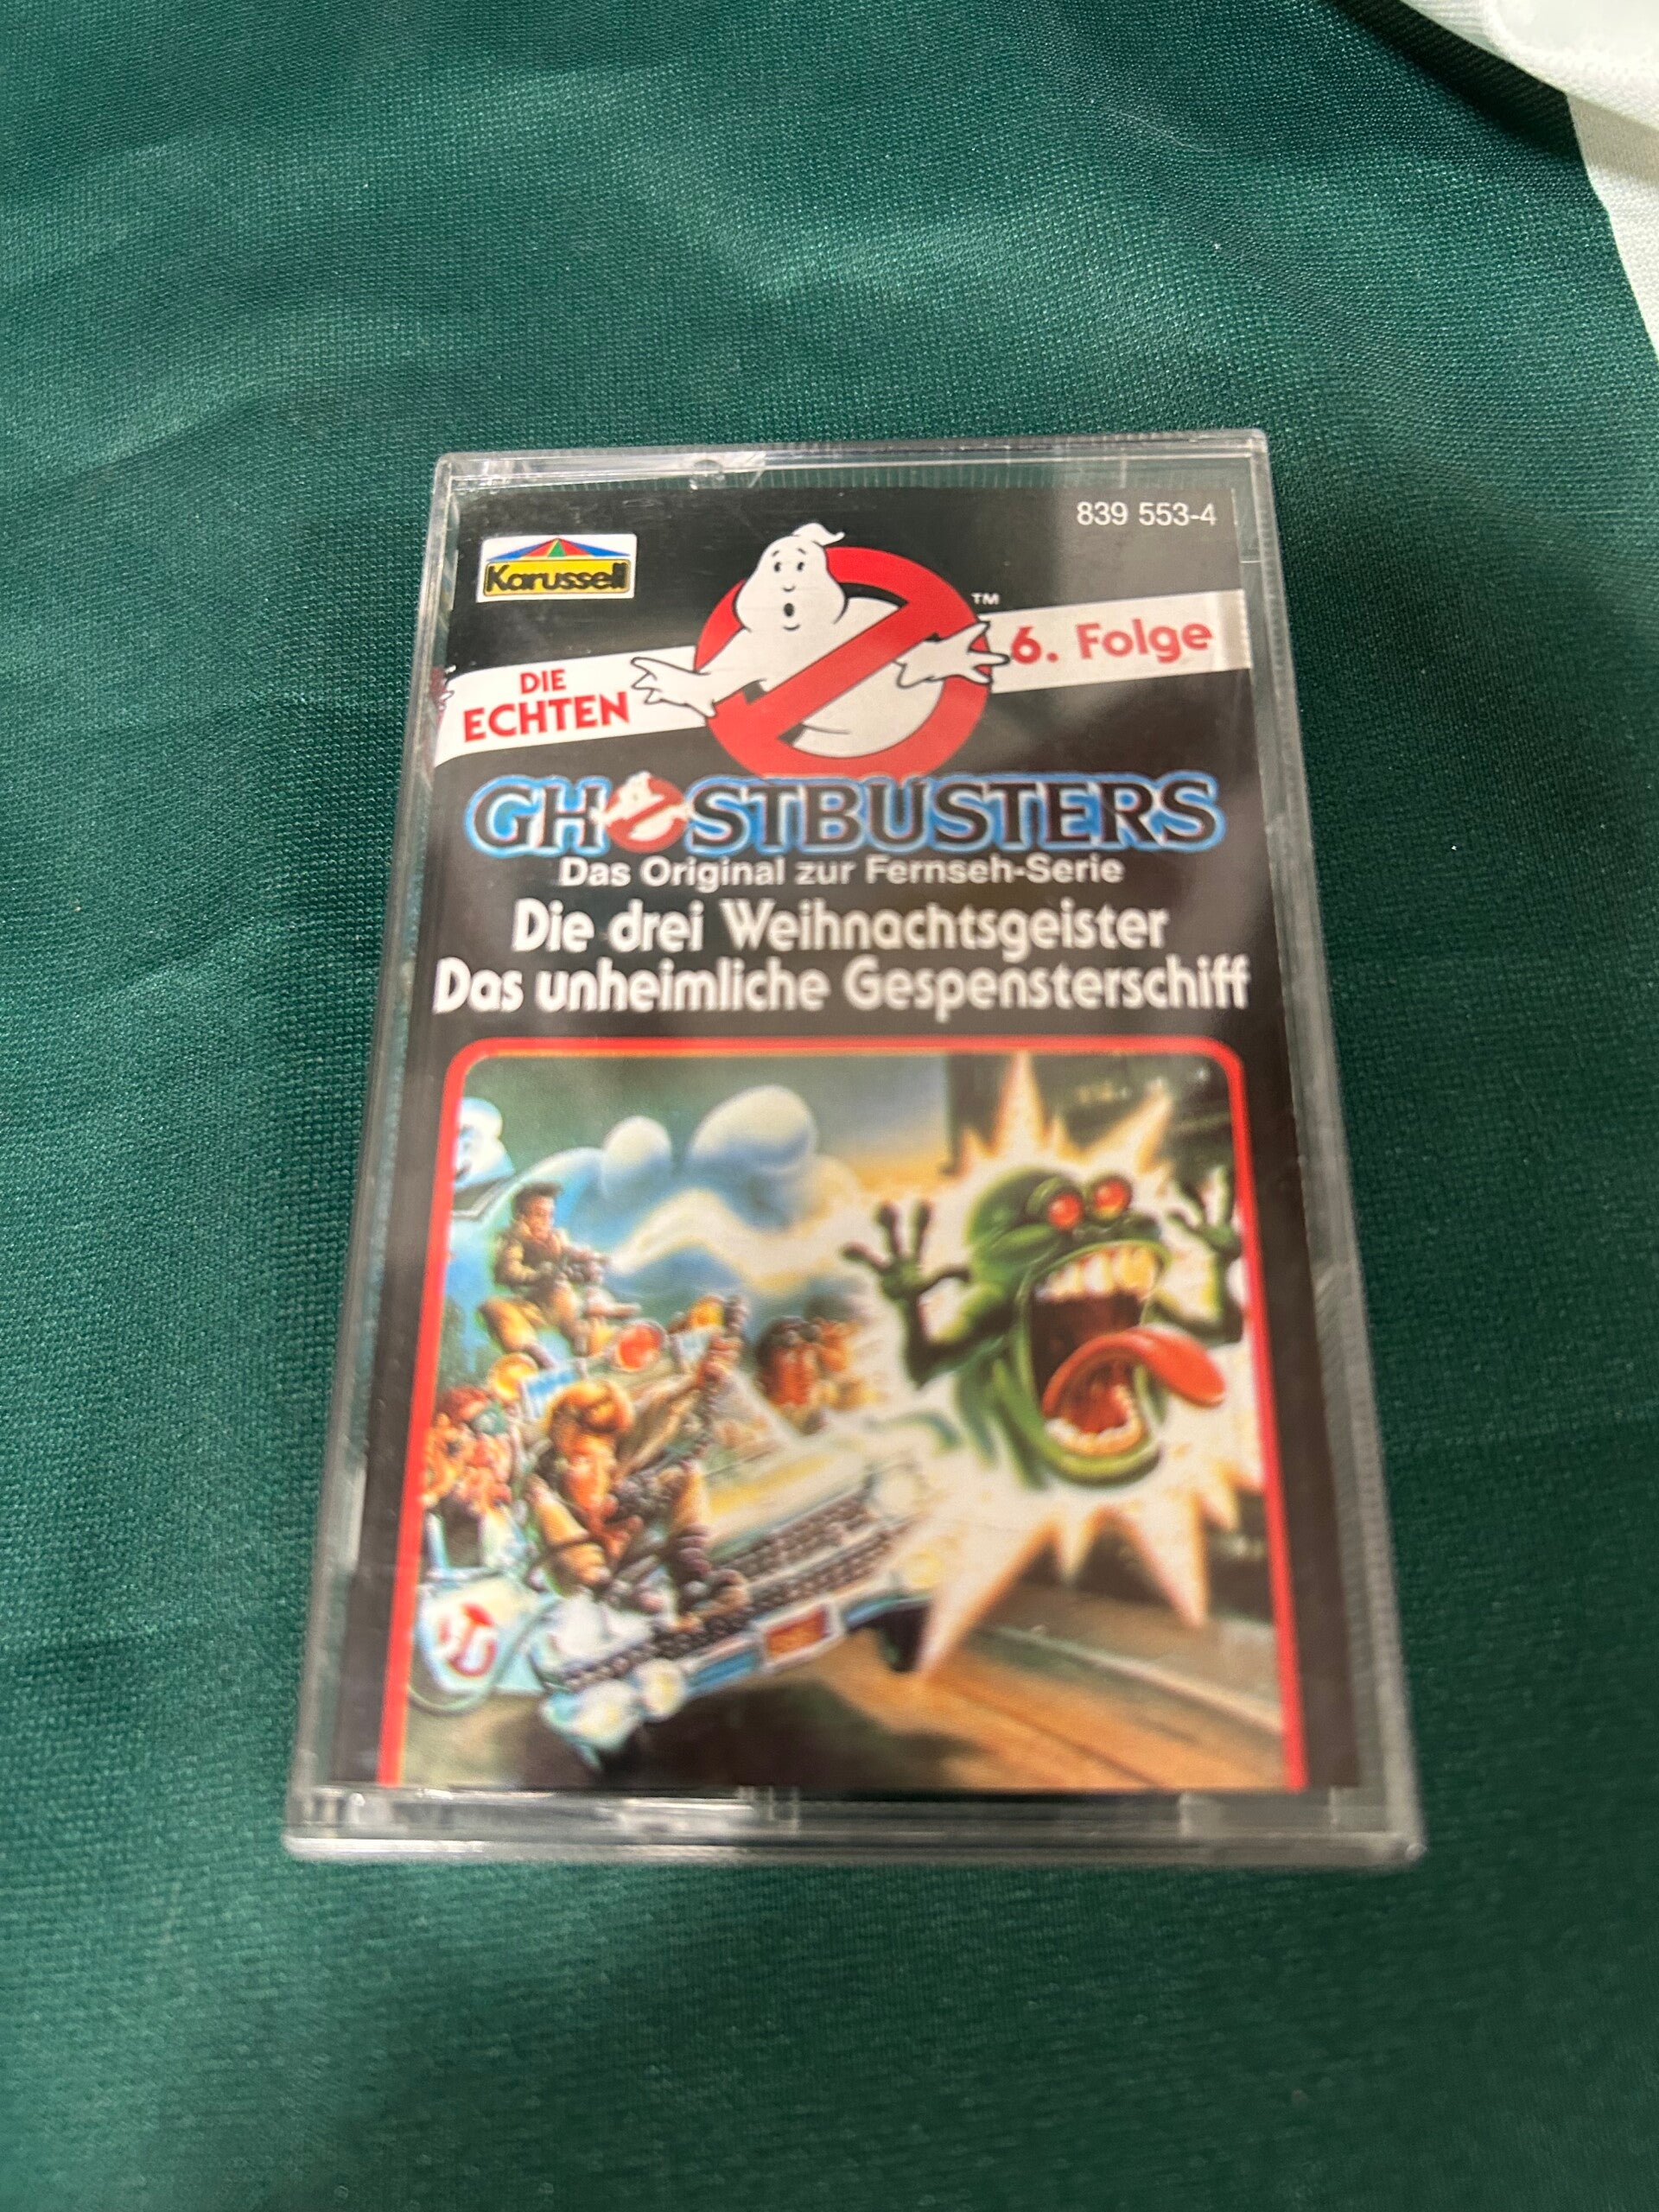 839 553-4
Karussell
TM
6. Folge
DIE
ECHTEN
GHOSTBUSTERS
Das Original zur Fernseh-Serie
Die drei Weihnachtsgeister
Das unheimliche Gespensterschiff